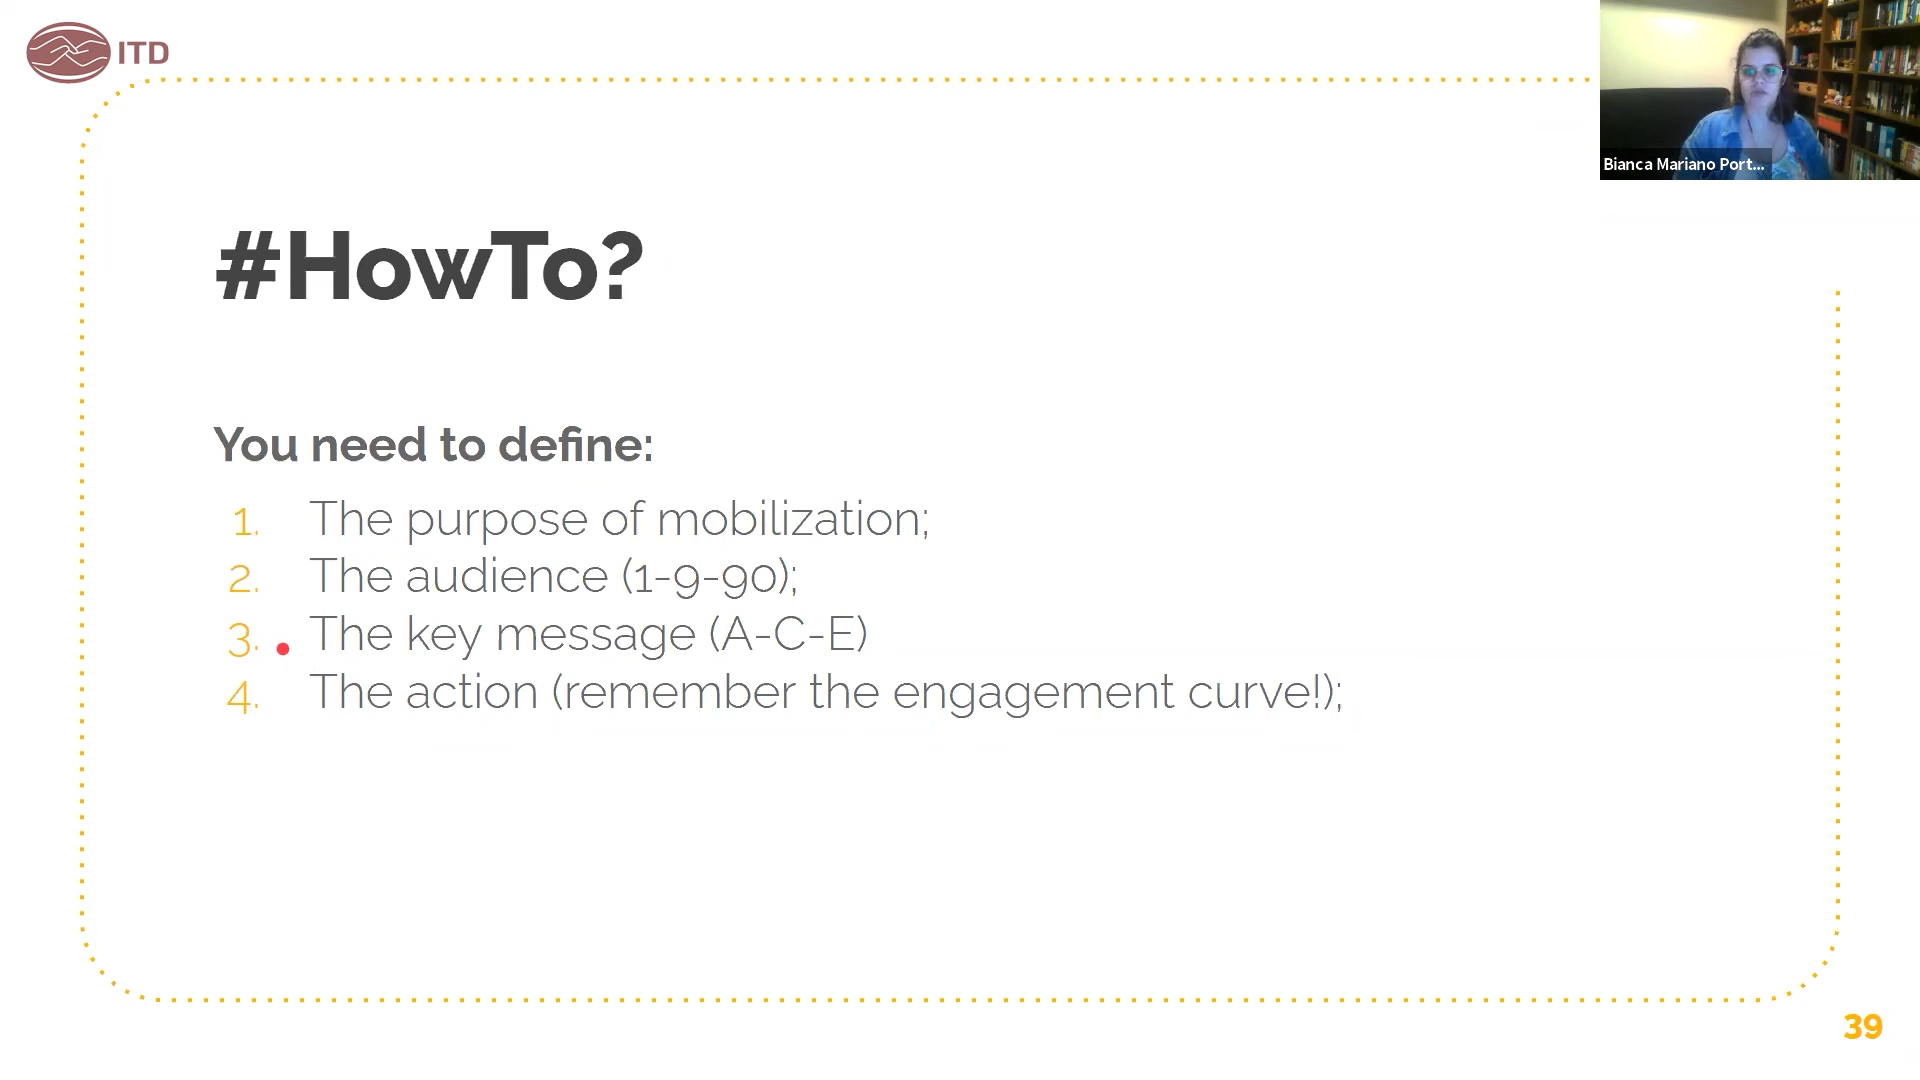 ITD
Bianca Mariano Port...
#HowTo?
You need to define:
1. The purpose of mobilization;
2. The audience (1-9-90);
3. The key message (A-C-E)
4. The action (remember the engagement curve!);
39